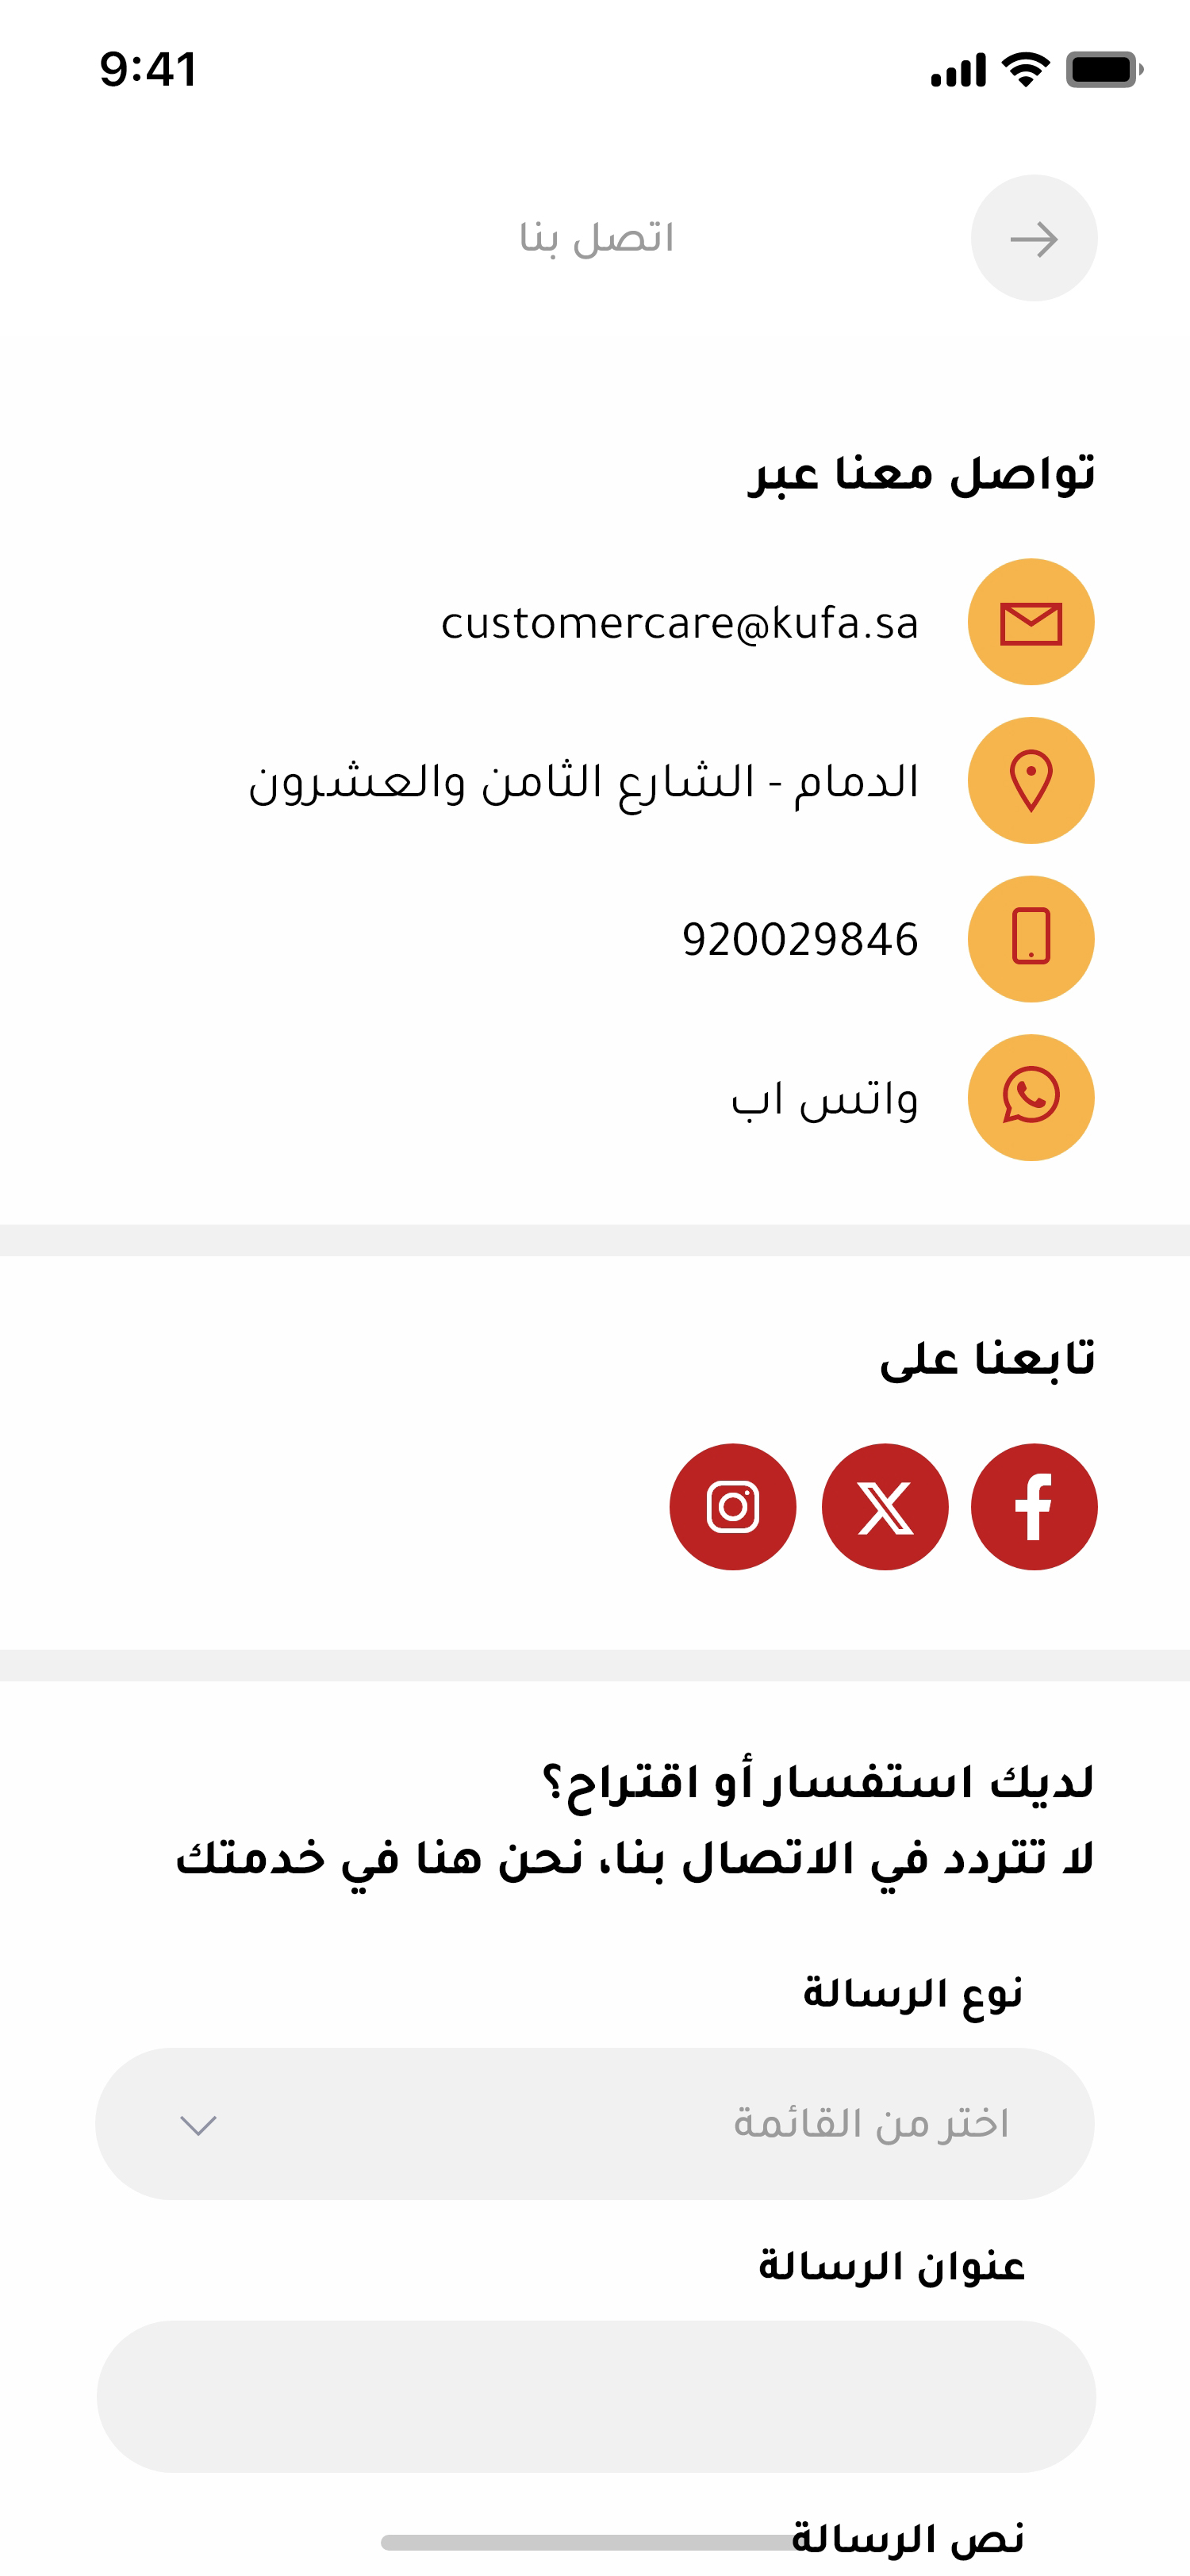 9:41
اتصل بنا
تواصل معنا عبر
customercare@kufa.sa
الدمام - الشارع الثامن والعشرون
920029846
واتس اب
تابعنا على
لديك استفسار أو اقتراح؟
لا تتردد في الاتصال بنا، نحن هنا في خدمتك
نوع الرسالة
اختر من القائمة
عنوان الرسالة
نص الرسالة